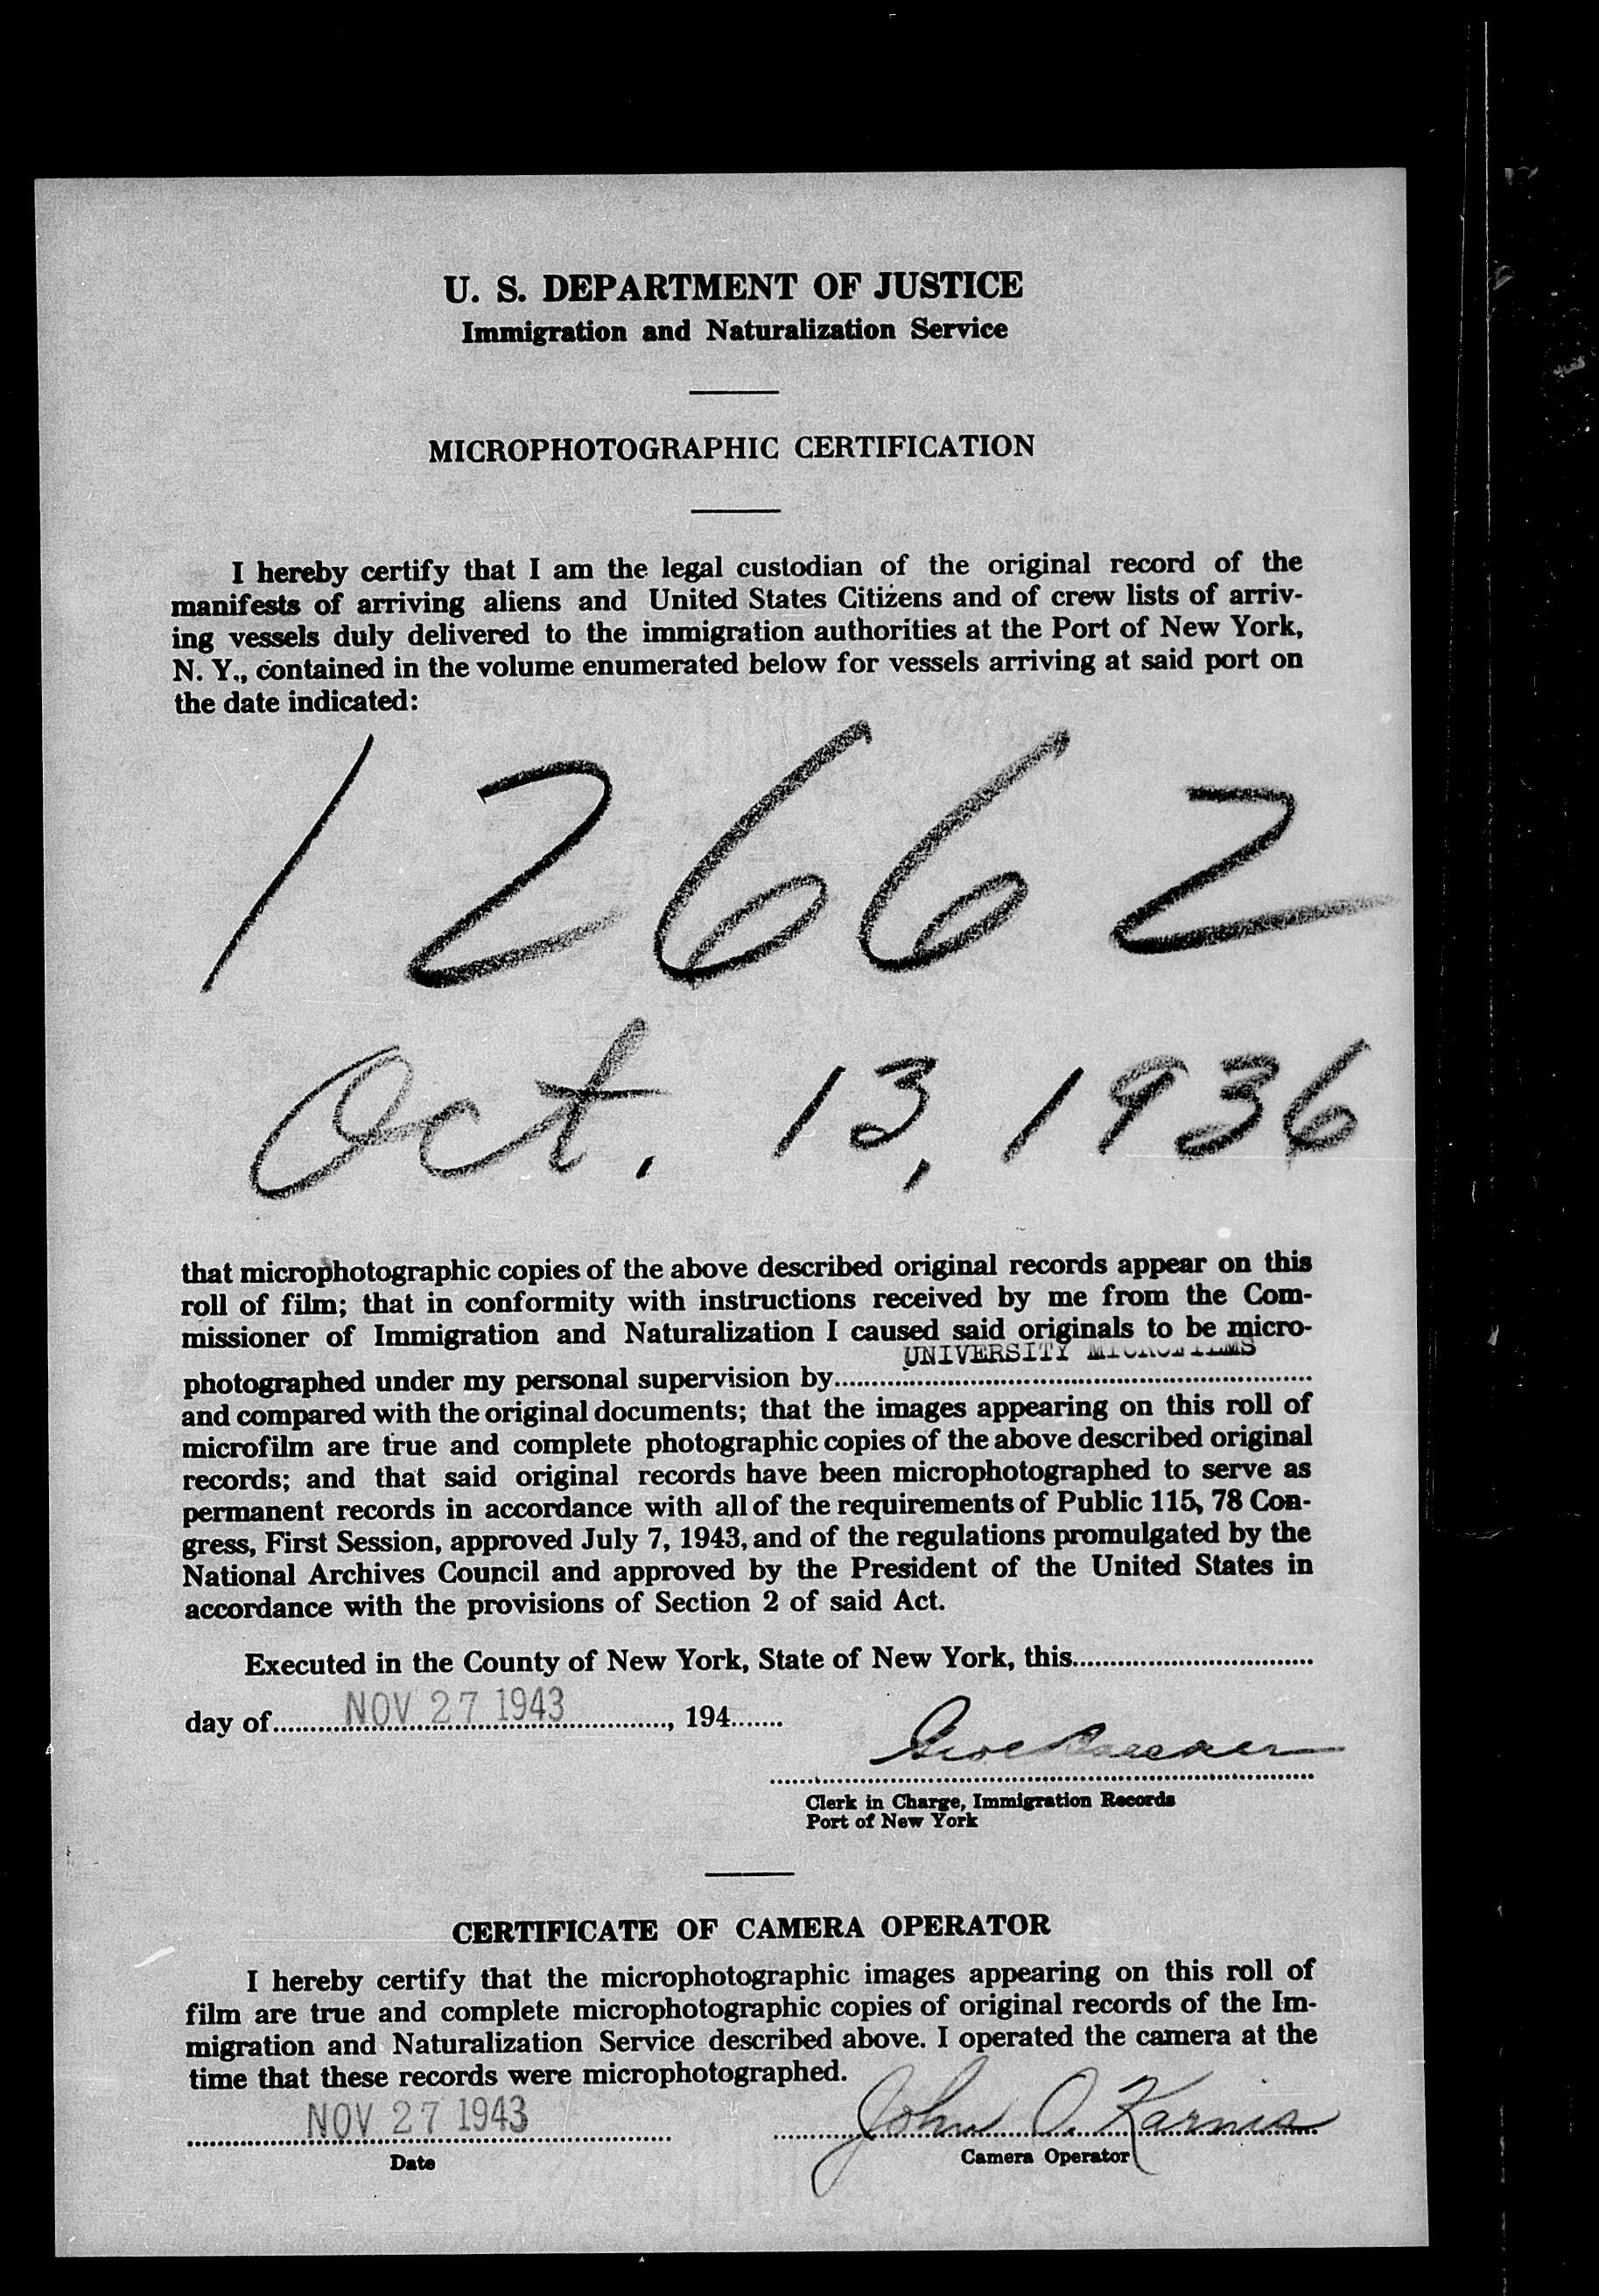 U. S. DEPARTMENT OF JUSTICE
Immigration and Naturalization Service
MICROPHOTOGRAPHIC CERTIFICATION
I hereby certify that I am the legal custodian of the original record of the
manifests of arriving aliens and United States Citizens and of crew lists of arriv-
ing vessels duly delivered to the immigration authorities at the Port of New York,
N. Y., contained in the volume enumerated below for vessels arriving at said port on
the date indicated:
12662
Oct. 13, 1936
that microphotographic copies of the above described original records appear on this
roll of film; that in conformity with instructions received by me from the Com-
missioner of Immigration and Naturalization I caused said originals to be micro-
UNIVERSITY MICROFILMS
photographed under my personal supervision by
and compared with the original documents; that the images appearing on this roll of
microfilm are true and complete photographic copies of the above described original
records; and that said original records have been microphotographed to serve as
permanent records in accordance with all of the requirements of Public 115, 78 Con-
gress, First Session, approved July 7, 1943, and of the regulations promulgated by the
National Archives Council and approved by the President of the United States in
accordance with the provisions of Section 2 of said Act.
Executed in the County of New York, State of New York, this
day of NOV 27 1943, 194
Clerk in Charge, Immigration Records
Port of New York
CERTIFICATE OF CAMERA OPERATOR
I hereby certify that the microphotographic images appearing on this roll of
film are true and complete microphotographic copies of original records of the Im-
migration and Naturalization Service described above. I operated the camera at the
time that these records were microphotographed.
NOV 27 1943 John O. Karnis
Date Camera Operator